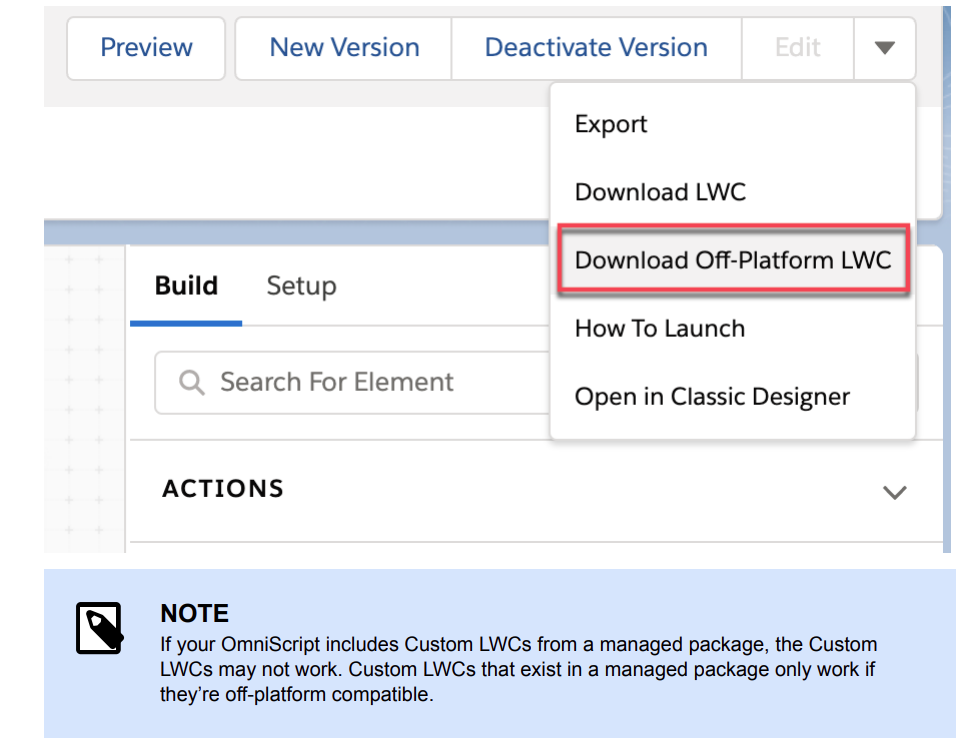 Preview New Version Deactivate Version Edit
Export
Download LWC
Download Off-Platform LWC
How To Launch
Open in Classic Designer
Build Setup
Search For Element
ACTIONS
NOTE
If your OmniScript includes Custom LWCs from a managed package, the Custom
LWCs may not work. Custom LWCs that exist in a managed package only work if
they’re off-platform compatible.